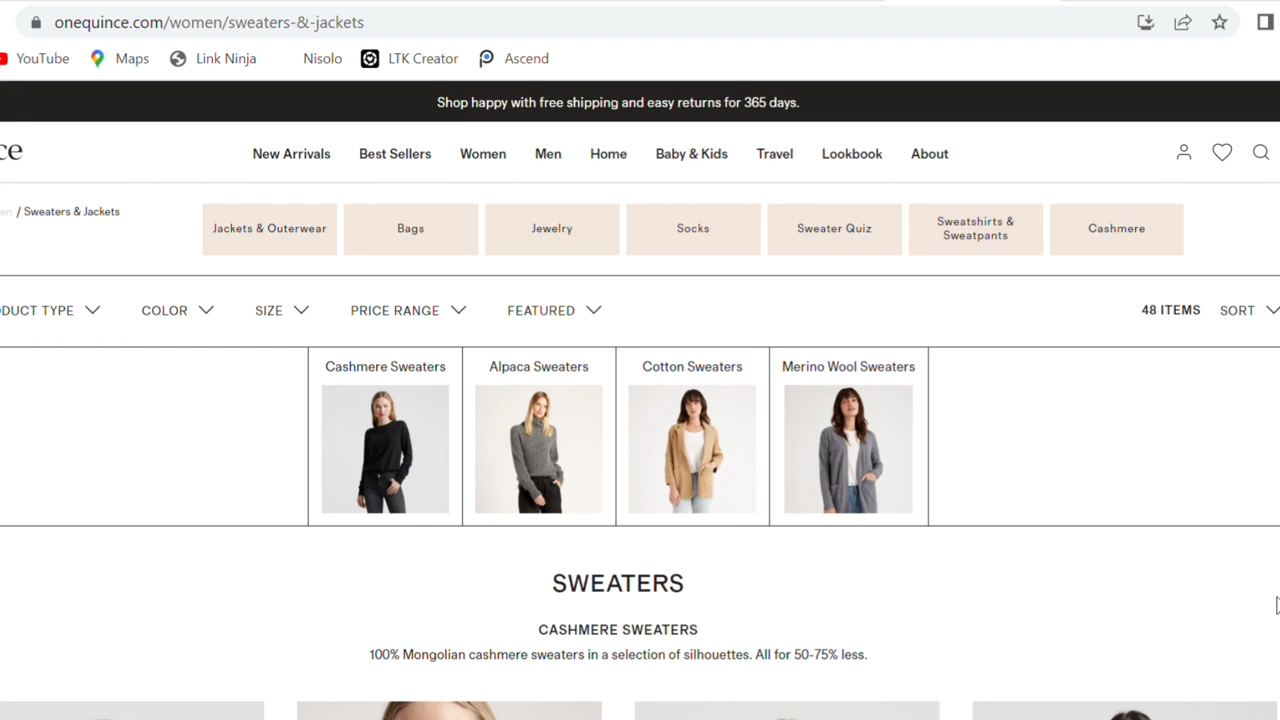 onequince.com/women/sweaters-&-jackets
YouTube Maps Link Ninja Nisolo LTK Creator Ascend
Shop happy with free shipping and easy returns for 365 days.
ce New Arrivals Best Sellers Women Men Home Baby & Kids Travel Lookbook About
en / Sweaters & Jackets
Jackets & Outerwear Bags Jewelry Socks Sweater Quiz Sweatshirts & Sweatpants Cashmere
DUCT TYPE COLOR SIZE PRICE RANGE FEATURED 48 ITEMS SORT
Cashmere Sweaters Alpaca Sweaters Cotton Sweaters Merino Wool Sweaters
SWEATERS
CASHMERE SWEATERS
100% Mongolian cashmere sweaters in a selection of silhouettes. All for 50-75% less.